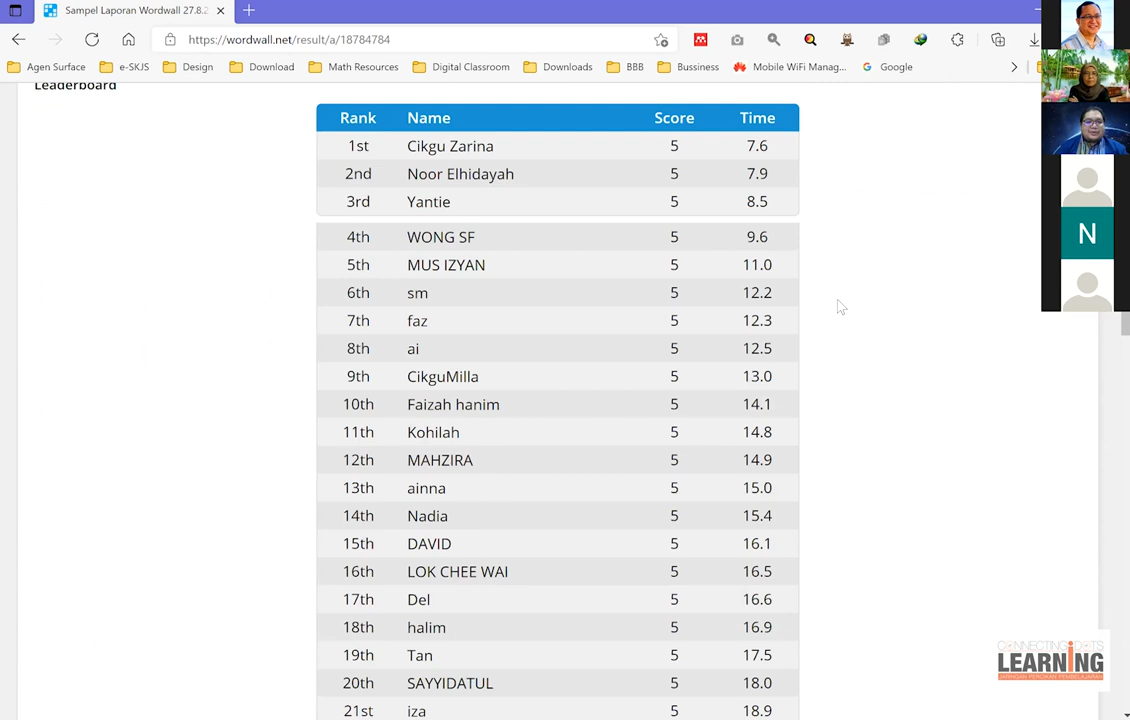 Sampel Laporan Wordwall 27.8.2
https://wordwall.net/result/a/18784784
Agen Surface e-SKJS Design Download Math Resources Digital Classroom Downloads BBB Bussiness Mobile WiFi Manag... Google
Leaderboard
Rank Name Score Time
1st Cikgu Zarina 5 7.6
2nd Noor Elhidayah 5 7.9
3rd Yantie 5 8.5
4th WONG SF 5 9.6
5th MUS IZYAN 5 11.0
6th sm 5 12.2
7th faz 5 12.3
8th ai 5 12.5
9th CikguMilla 5 13.0
10th Faizah hanim 5 14.1
11th Kohilah 5 14.8
12th MAHZIRA 5 14.9
13th ainna 5 15.0
14th Nadia 5 15.4
15th DAVID 5 16.1
16th LOK CHEE WAI 5 16.5
17th Del 5 16.6
18th halim 5 16.9
19th Tan 5 17.5
20th SAYYIDATUL 5 18.0
21st iza 5 18.9
N
CONNECTING DOTS
LEARNING
JARINGAN PERCIKAN PEMBELAJARAN